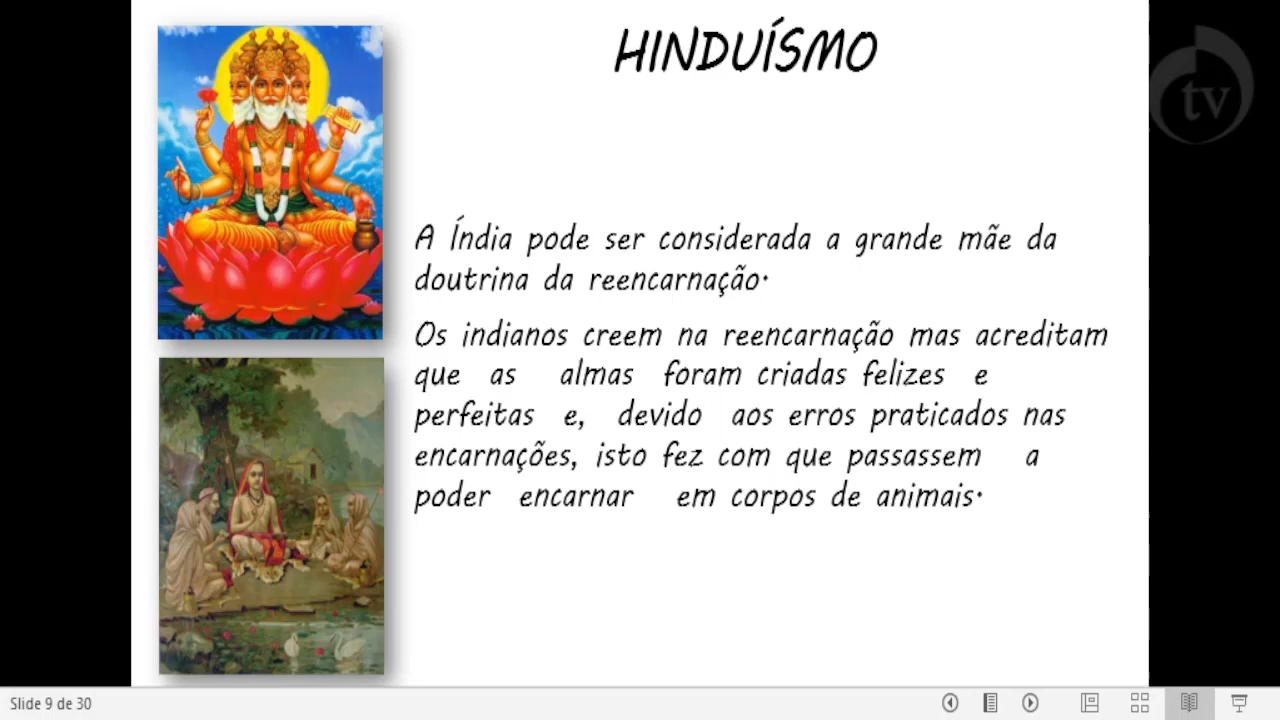 HINDUÍSMO
tv
A Índia pode ser considerada a grande mãe da
doutrina da reencarnação.
Os indianos creem na reencarnação mas acreditam
que as almas foram criadas felizes e
perfeitas e, devido aos erros praticados nas
encarnações, isto fez com que passassem a
poder encarnar em corpos de animais.
Slide 9 de 30